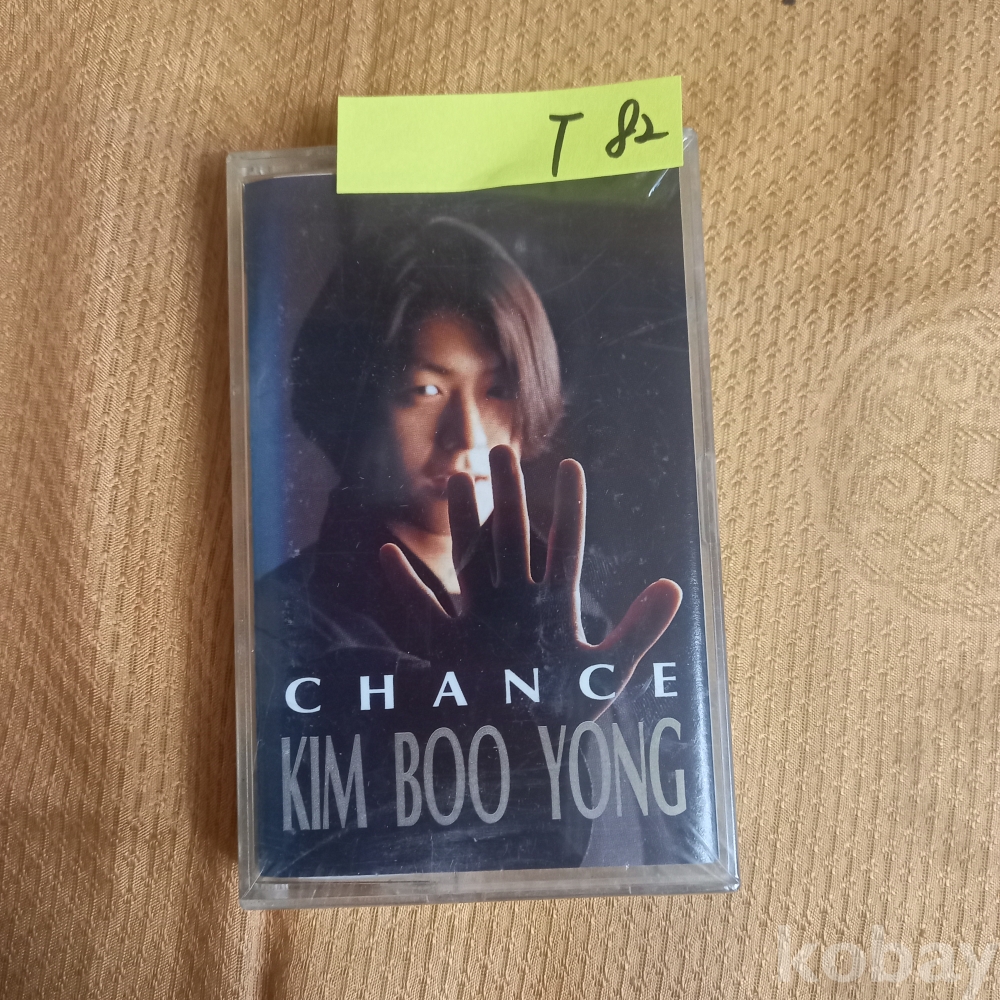 T 82
CHANCE
KIM BOO YONG
kobay